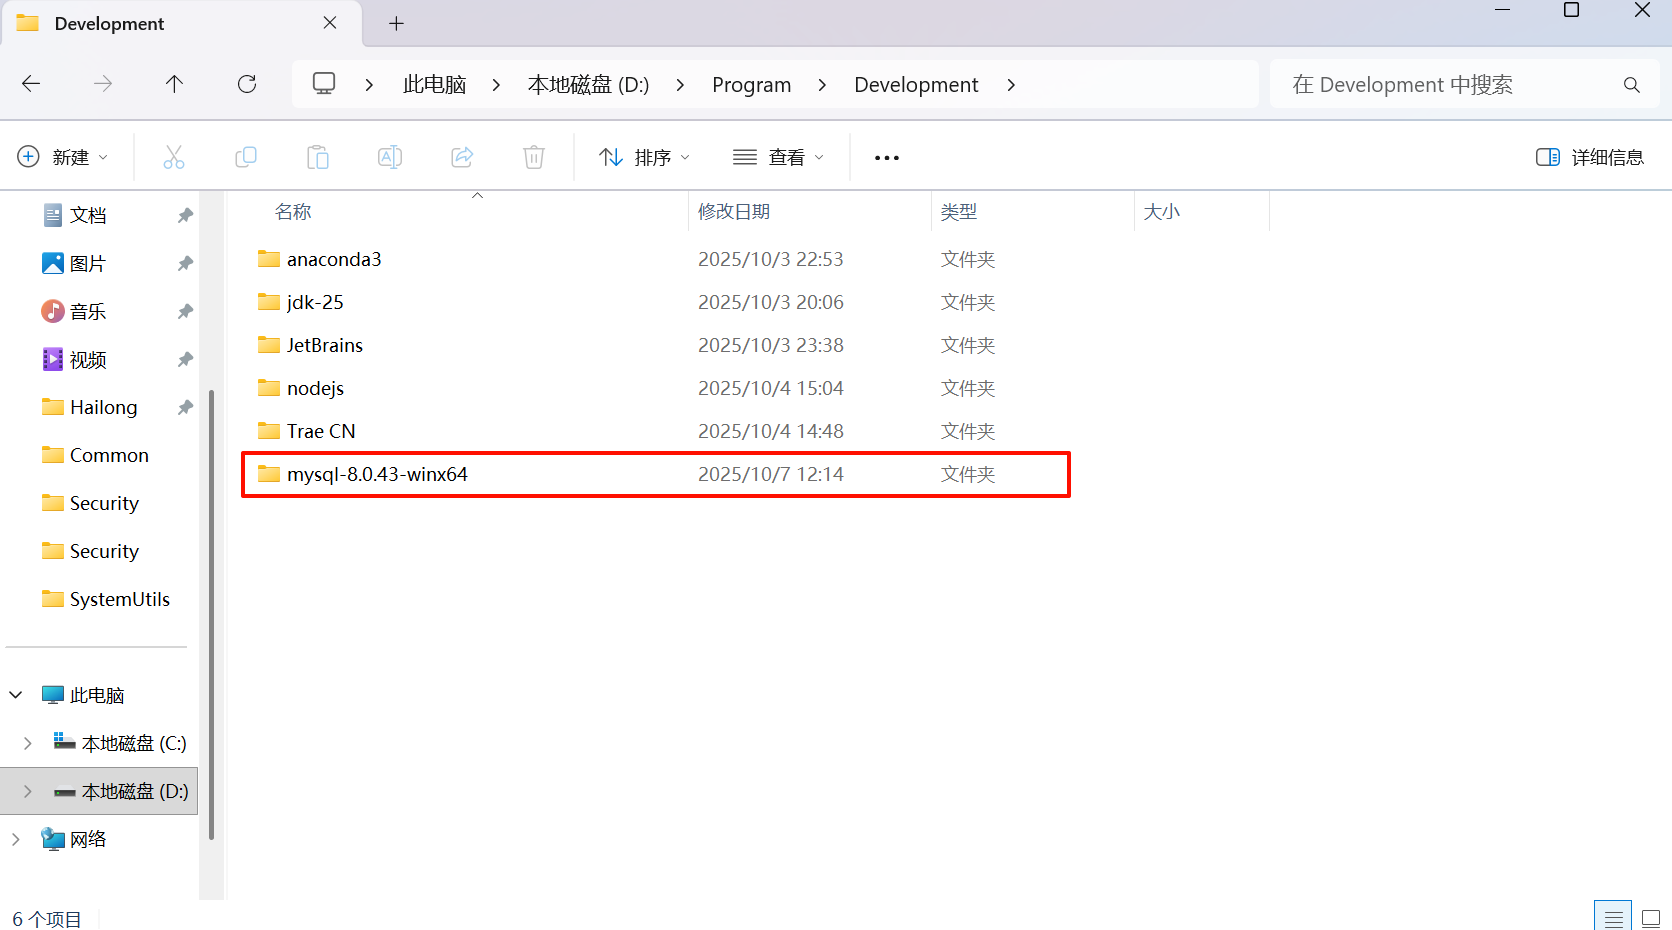 Development
此电脑 > 本地磁盘 (D:) > Program > Development >
在 Development 中搜索
新建
排序
查看
详细信息
名称 修改日期 类型 大小
anaconda3 2025/10/3 22:53 文件夹
jdk-25 2025/10/3 20:06 文件夹
JetBrains 2025/10/3 23:38 文件夹
nodejs 2025/10/4 15:04 文件夹
Trae CN 2025/10/4 14:48 文件夹
mysql-8.0.43-winx64 2025/10/7 12:14 文件夹
文档
图片
音乐
视频
Hailong
Common
Security
Security
SystemUtils
此电脑
本地磁盘 (C:)
本地磁盘 (D:)
网络
6 个项目